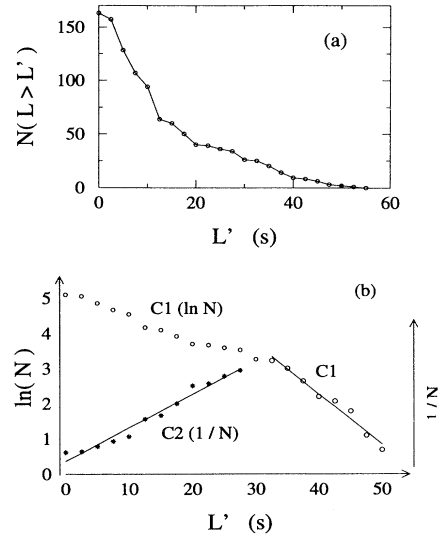 150
(a)
N(L > L')
100
50
0
0 20 40 60
L' (s)
(b)
5
C1 (ln N)
4
ln(N)
3
C1
1 / N
2
C2 (1 / N)
1
0
0 10 20 30 40 50
L' (s)